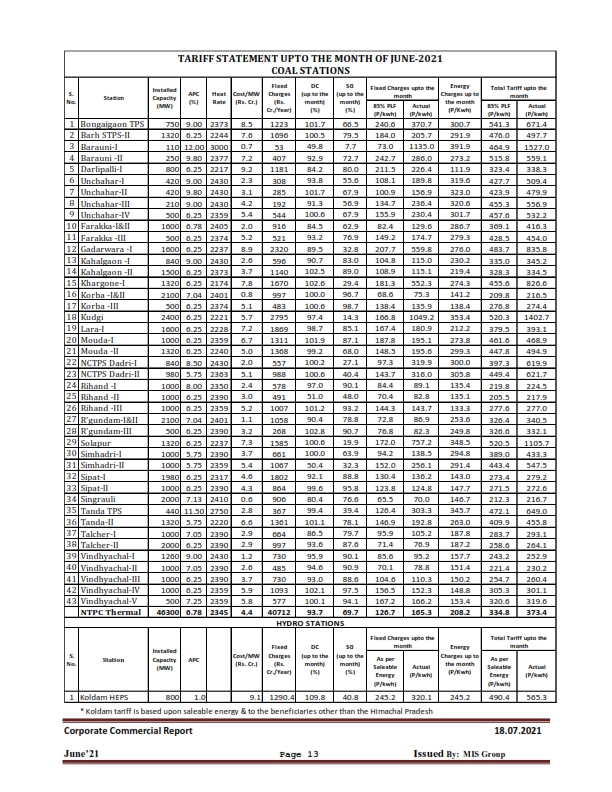 TARIFF STATEMENT UPTO THE MONTH OF JUNE-2021
COAL STATIONS
S. No. Station Installed Capacity (MW) APC (%) Heat Rate Cost/MW (Rs. Cr.) Fixed Charges (Rs. Cr./Year) DC (up to the month) (%) SG (up to the month) (%) Fixed Charges upto the month Energy Charges up to the month (P/Kwh) Total Tariff upto the month
85% PLF (P/kwh) Actual (P/kwh) 85% PLF (P/kwh) Actual (P/kwh)
1 Bongaigaon TPS 750 9.00 2373 8.5 1223 101.7 66.5 240.6 370.7 300.7 541.3 671.4
2 Barh STPS-II 1320 6.25 2244 7.6 1696 100.5 79.5 184.0 205.7 291.9 476.0 497.7
3 Barauni-I 110 12.00 3000 0.7 53 49.8 7.7 73.0 1135.0 391.9 464.9 1527.0
4 Barauni -II 250 9.80 2377 7.2 407 92.9 72.7 242.7 286.0 273.2 515.8 559.1
5 Darlipalli-I 800 6.25 2217 9.2 1181 84.2 80.0 211.5 226.4 111.9 323.4 338.3
6 Unchahar-I 420 9.00 2430 2.3 308 93.8 55.6 108.1 189.8 319.6 427.7 509.4
7 Unchahar-II 420 9.80 2430 3.1 285 101.7 67.9 100.9 156.9 323.0 423.9 479.9
8 Unchahar-III 210 9.00 2430 4.2 192 91.3 56.9 134.7 236.4 320.6 455.3 556.9
9 Unchahar-IV 500 6.25 2359 5.4 544 100.6 67.9 155.9 230.4 301.7 457.6 532.2
10 Farakka-I&II 1600 6.78 2405 2.0 916 84.5 62.9 82.4 129.6 286.7 369.1 416.3
11 Farakka -III 500 6.25 2374 5.2 521 93.2 76.9 149.2 174.7 279.3 428.5 454.0
12 Gadarwara -I 1600 6.25 2237 8.9 2320 89.5 32.8 207.7 559.8 276.0 483.7 835.8
13 Kahalgaon -I 840 9.00 2430 2.6 596 90.7 83.0 104.8 115.0 230.2 335.0 345.2
14 Kahalgaon -II 1500 6.25 2373 3.7 1140 102.5 89.0 108.9 115.1 219.4 328.3 334.5
15 Khargone-I 1320 6.25 2174 7.8 1670 102.6 29.4 181.3 552.3 274.3 455.6 826.6
16 Korba -I&II 2100 7.04 2401 0.8 997 100.0 96.7 68.6 75.3 141.2 209.8 216.5
17 Korba -III 500 6.25 2374 5.1 483 100.6 98.7 138.4 135.9 138.4 276.8 274.4
18 Kudgi 2400 6.25 2221 5.7 2795 97.4 14.3 166.8 1049.2 353.4 520.3 1402.7
19 Lara-I 1600 6.25 2228 7.2 1869 98.7 85.1 167.4 180.9 212.2 379.5 393.1
20 Mouda-I 1000 6.25 2359 6.7 1311 101.9 87.1 187.8 195.1 273.8 461.6 468.9
21 Mouda -II 1320 6.25 2240 5.0 1368 99.2 68.0 148.5 195.6 299.3 447.8 494.9
22 NCTPS Dadri-I 840 8.50 2430 2.0 557 100.2 27.1 97.3 319.9 300.0 397.3 619.9
23 NCTPS Dadri-II 980 5.75 2363 5.1 988 100.6 40.4 143.7 316.0 305.8 449.4 621.7
24 Rihand -I 1000 8.00 2350 2.4 578 97.0 90.1 84.4 89.1 135.4 219.8 224.5
25 Rihand -II 1000 6.25 2390 3.0 491 51.0 48.0 70.4 82.8 135.1 205.5 217.9
26 Rihand -III 1000 6.25 2359 6.2 1007 101.2 93.2 144.3 143.7 133.3 277.6 277.0
27 R'gundam-I&II 2100 7.04 2401 1.1 1058 90.4 78.8 72.8 86.9 253.6 326.4 340.5
28 R'gundam-III 500 6.25 2390 3.2 268 102.8 90.7 76.8 82.3 249.8 326.6 332.1
29 Solapur 1320 6.25 2237 7.3 1585 100.6 19.9 172.0 757.2 348.5 520.5 1105.7
30 Simhadri-I 1000 5.75 2390 3.7 661 100.0 63.9 94.2 138.5 294.8 389.0 433.3
31 Simhadri-II 1000 6.25 2359 5.4 1067 50.4 32.3 152.0 256.1 291.4 443.4 547.5
32 Sipat-I 1980 6.25 2317 4.6 1802 92.1 88.8 130.4 136.2 143.0 273.4 279.2
33 Sipat-II 1000 6.25 2390 4.3 864 99.6 95.8 123.8 124.8 147.7 271.5 272.6
34 Singrauli 2000 7.13 2410 0.6 906 80.4 76.6 65.5 70.0 146.7 212.3 216.7
35 Tanda TPS 440 11.50 2750 2.8 367 99.4 39.4 126.4 303.3 345.7 472.1 649.0
36 Tanda-II 1320 5.75 2220 6.6 1361 101.1 78.1 146.9 192.8 263.0 409.9 455.8
37 Talcher-I 1000 7.05 2390 2.9 664 86.5 79.7 95.9 105.2 187.8 283.7 293.1
38 Talcher-II 2000 6.25 2390 2.9 997 93.6 87.6 71.4 76.9 187.2 258.6 264.1
39 Vindhyachal-I 1260 9.00 2430 1.2 730 95.9 90.1 85.6 95.2 157.7 243.2 252.9
40 Vindhyachal-II 1000 7.05 2390 2.6 485 94.6 90.9 70.1 78.8 151.4 221.4 230.2
41 Vindhyachal-III 1000 6.25 2390 3.7 730 93.0 88.6 104.6 110.3 150.2 254.7 260.4
42 Vindhyachal-IV 1000 6.25 2359 5.9 1093 102.1 97.5 156.5 152.3 148.8 305.3 301.1
43 Vindhyachal-V 500 7.25 2359 5.8 577 100.1 94.1 167.2 166.2 153.4 320.6 319.6
NTPC Thermal 46300 6.78 2345 4.4 40712 93.7 69.7 126.7 165.3 208.2 334.8 373.4
HYDRO STATIONS
S. No. Station Installed Capacity (MW) APC Cost/MW (Rs. Cr.) Fixed Charges (Rs. Cr./Year) DC (up to the month) (%) SG (up to the month) (%) Fixed Charges upto the month Energy Charges up to the month (P/Kwh) Total Tariff upto the month
As per Saleable Energy (P/kwh) Actual (P/kwh) As per Saleable Energy (P/kwh) Actual (P/kwh)
1 Koldam HEPS 800 1.0 9.1 1290.4 109.8 40.8 245.2 320.1 245.2 490.4 565.3
* Koldam tariff is based upon saleable energy & to the beneficiaries other than the HImachal Pradesh
Corporate Commercial Report 18.07.2021
June'21 Page 13 Issued By: MIS Group